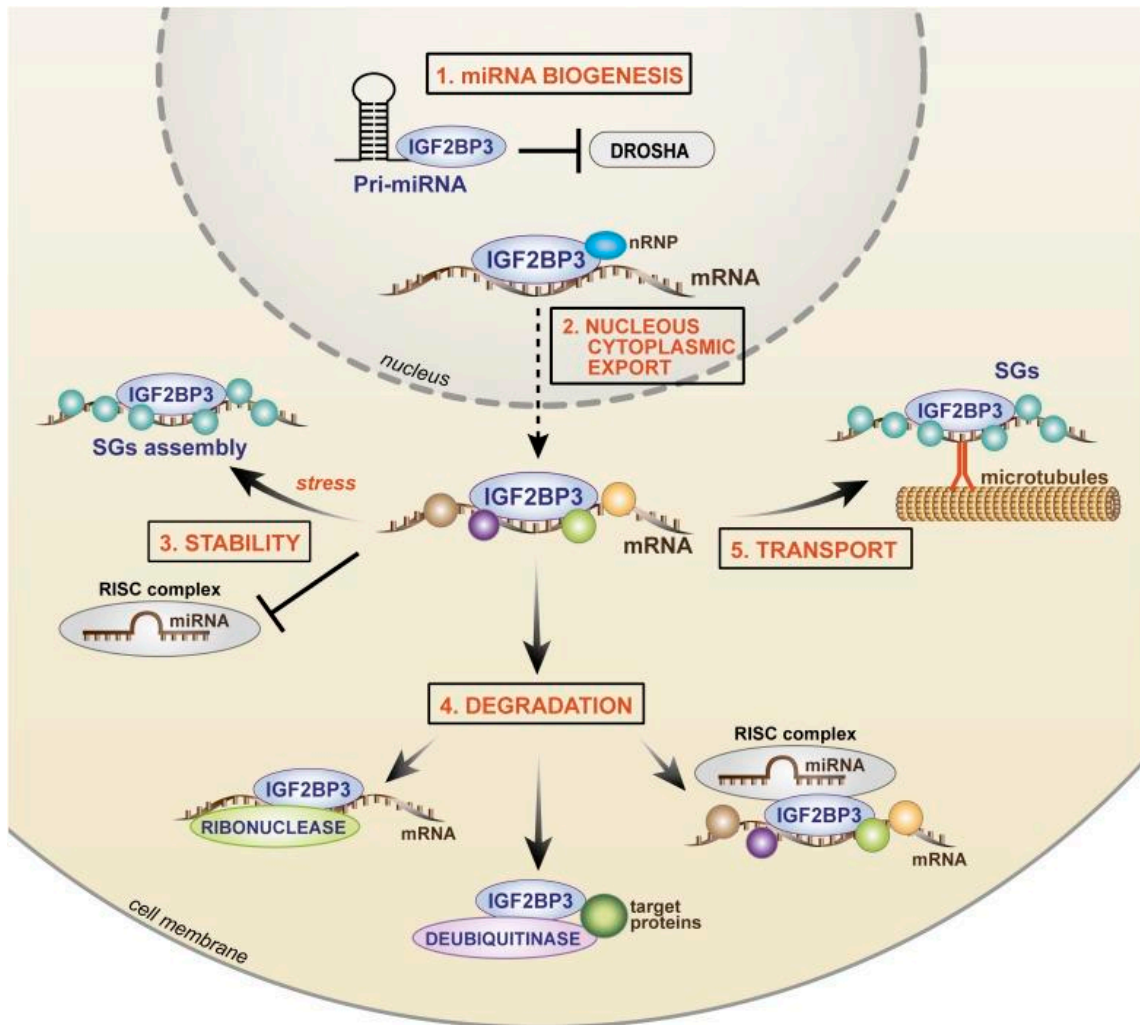 1. miRNA BIOGENESIS
IGF2BP3
DROSHA
Pri-miRNA
IGF2BP3
nRNP
mRNA
2. NUCLEOUS
CYTOPLASMIC
EXPORT
nucleus
IGF2BP3
SGs assembly
stress
3. STABILITY
RISC complex
miRNA
IGF2BP3
mRNA
SGs
IGF2BP3
microtubules
5. TRANSPORT
4. DEGRADATION
IGF2BP3
RIBONUCLEASE
mRNA
IGF2BP3
DEUBIQUITINASE
target
proteins
RISC complex
miRNA
IGF2BP3
mRNA
cell membrane